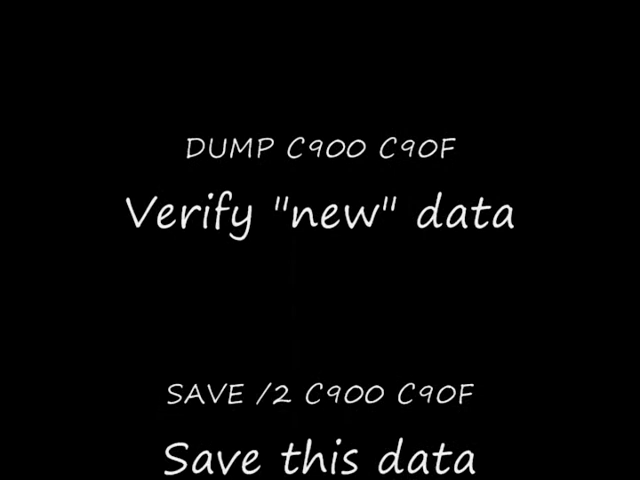 DUMP C900 C90F
Verify "new" data
SAVE /2 C900 C90F
Save this data